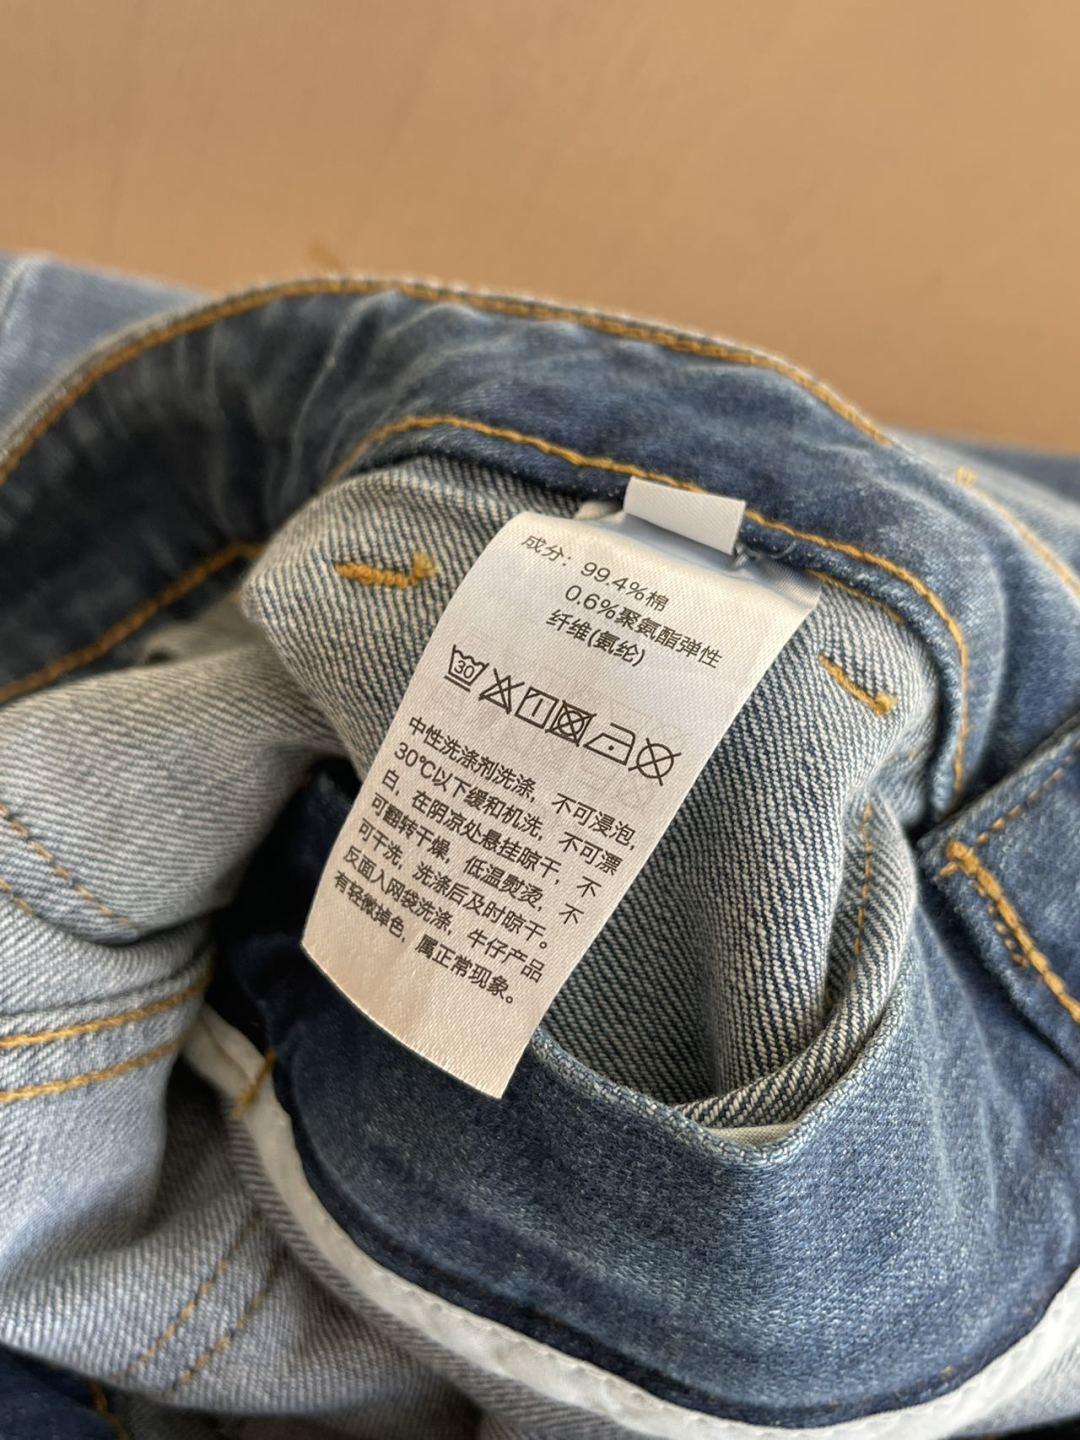 成分：99.4%棉
0.6%聚氨酯弹性
纤维(氨纶)
30
中性洗涤剂洗涤，不可浸泡，
30℃以下缓和机洗，不可漂
白，在阴凉处悬挂晾干，不
可翻转干燥，低温熨烫，不
可干洗，洗涤后及时晾干。
反面入网袋洗涤，牛仔产品
有轻微掉色，属正常现象。